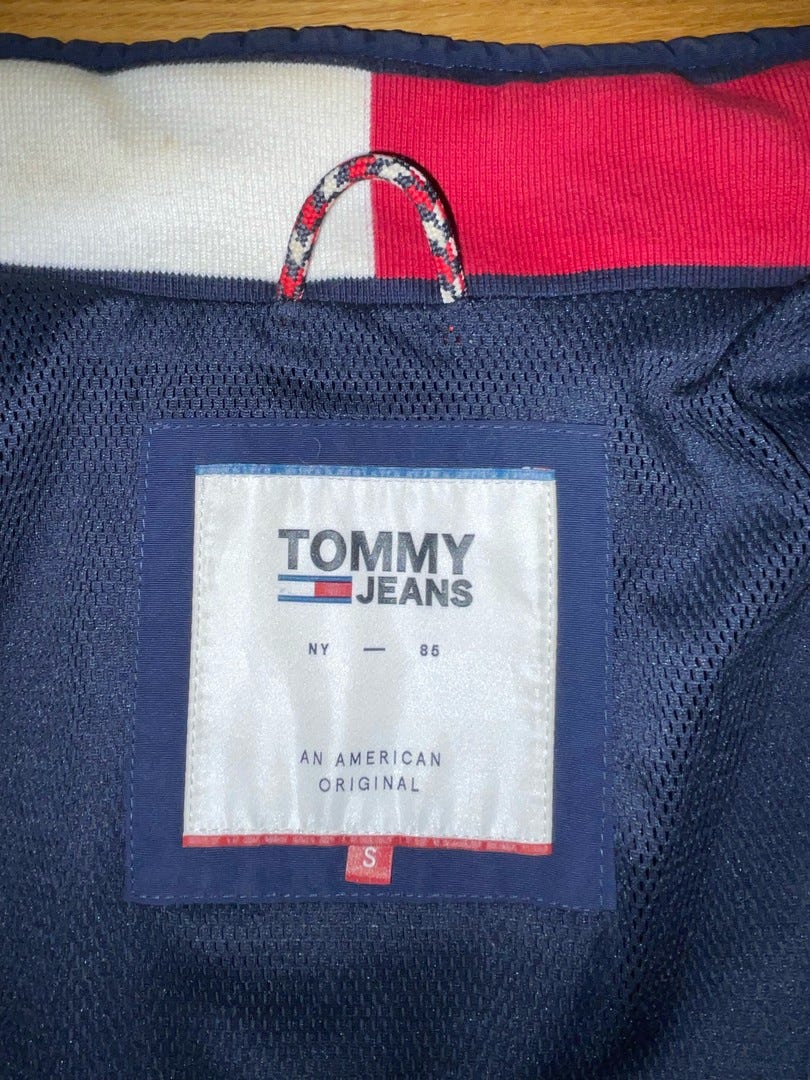 TOMMY
JEANS
NY — 85
AN AMERICAN
ORIGINAL
S